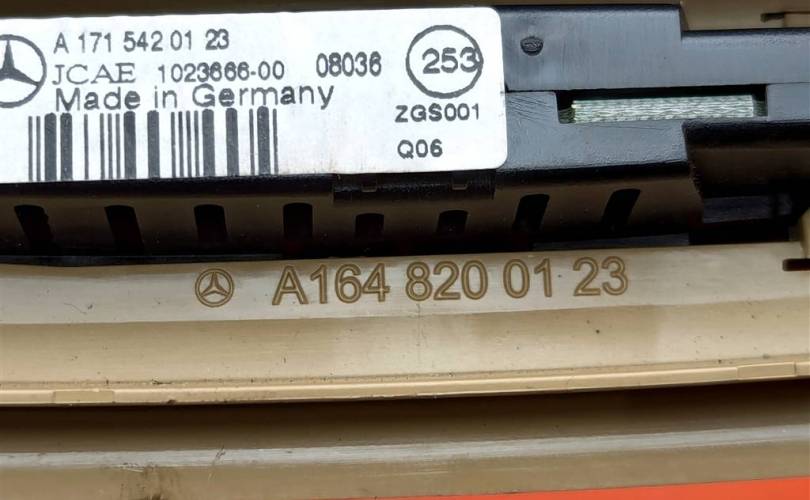 A 171 542 01 23
JCAE 1023666-00 08036
Made in Germany
253
ZGS001
Q06
A164 820 01 23